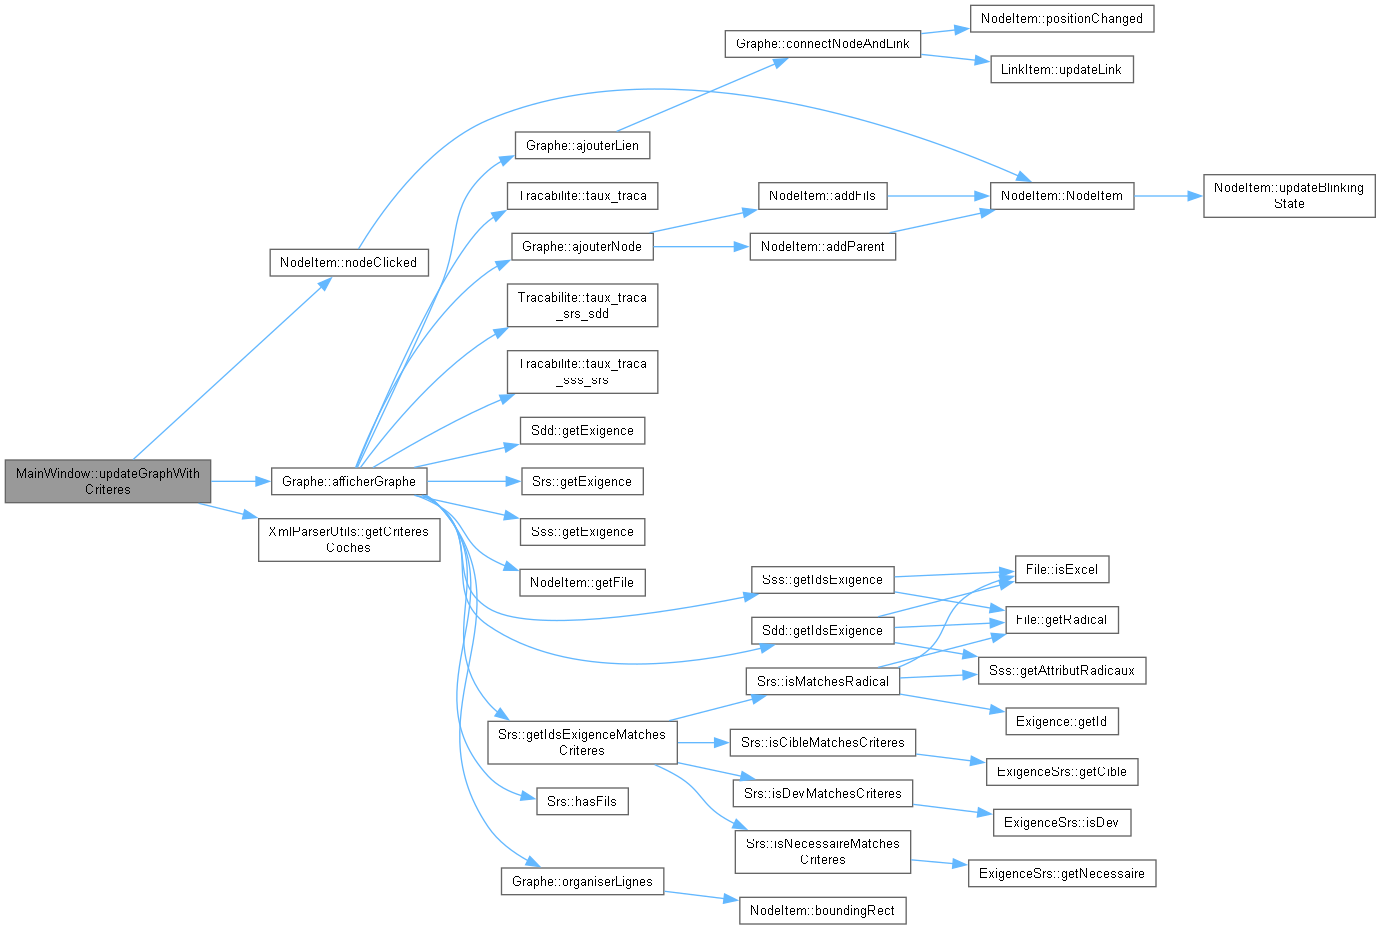 NodeItem::positionChanged
Graphe::connectNodeAndLink
LinkItem::updateLink
Graphe::ajouterLien
Tracabilite::taux_traca
NodeItem::addFils
NodeItem::NodeItem
NodeItem::updateBlinking
State
Graphe::ajouterNode
NodeItem::addParent
NodeItem::nodeClicked
Tracabilite::taux_traca
_srs_sdd
Tracabilite::taux_traca
_sss_srs
Sdd::getExigence
MainWindow::updateGraphWith
Criteres
Graphe::afficherGraphe
Srs::getExigence
XmlParserUtils::getCriteres
Coches
Sss::getExigence
NodeItem::getFile
Sss::getIdsExigence
File::isExcel
File::getRadical
Sdd::getIdsExigence
Sss::getAttributRadicaux
Srs::isMatchesRadical
Exigence::getId
Srs::getIdsExigenceMatches
Criteres
Srs::isCibleMatchesCriteres
ExigenceSrs::getCible
Srs::isDevMatchesCriteres
Srs::hasFils
ExigenceSrs::isDev
Srs::isNecessaireMatches
Criteres
ExigenceSrs::getNecessaire
Graphe::organiserLignes
NodeItem::boundingRect